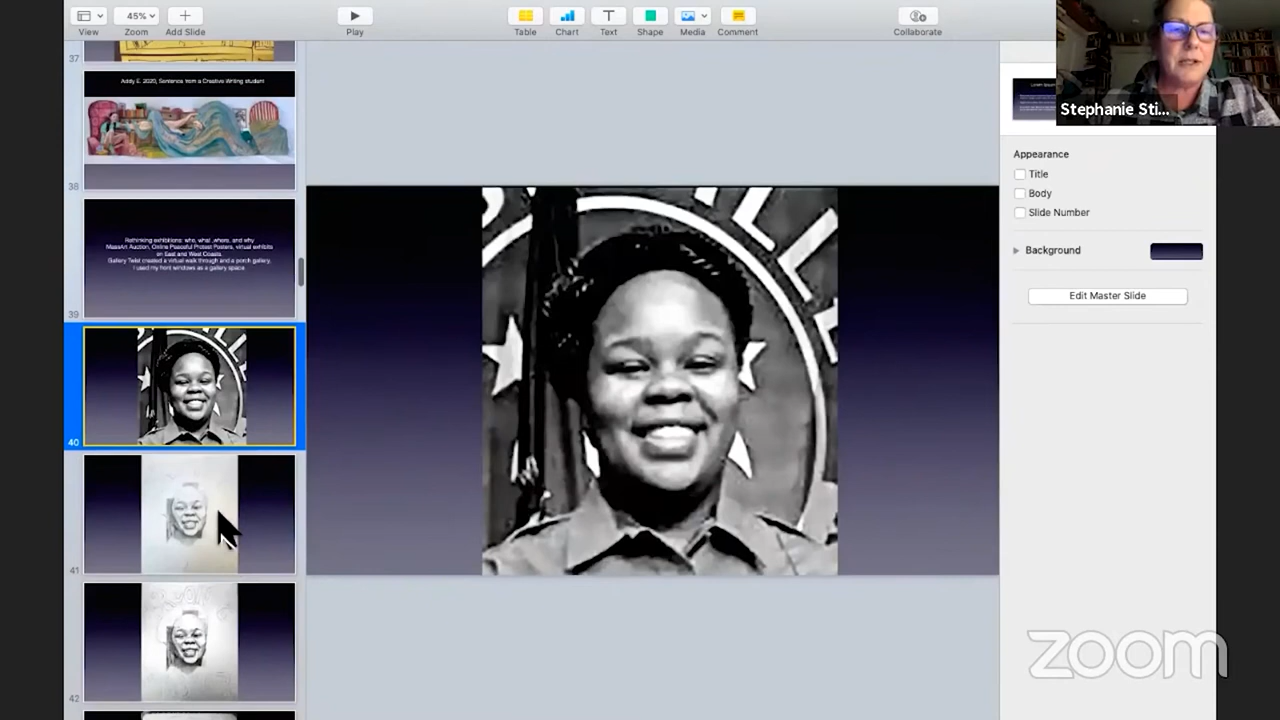 45%
View
Zoom
Add Slide
Play
Table
Chart
Text
Shape
Media
Comment
Collaborate
Stephanie Sti...
37
Addy E. 2020, Sentence from a Creative Writing student
38
Rethinking exhibitions: who, what ,where, and why
MassArt Auction, Online Peaceful Protest Posters, virtual exhibits
on East and West Coasts.
Gallery Twist created a virtual walk through and a porch gallery,
I used my front windows as a gallery space.
39
40
41
42
Appearance
Title
Body
Slide Number
Background
Edit Master Slide
zoom